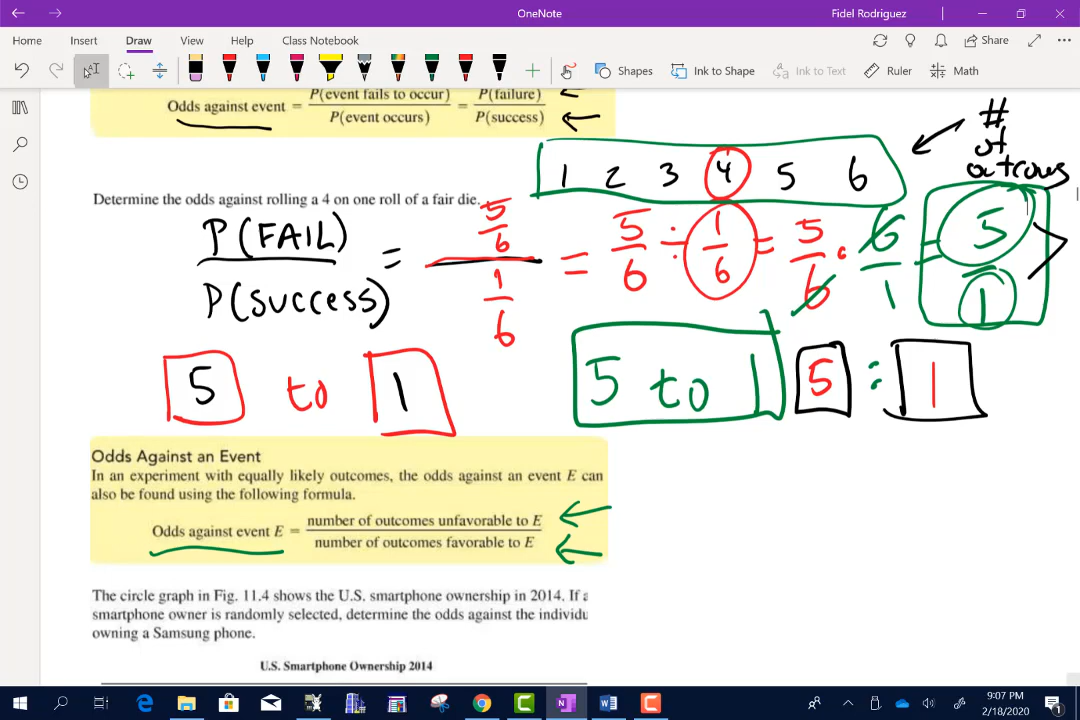 OneNote
Fidel Rodriguez
Home Insert Draw View Help Class Notebook
Share
Shapes Ink to Shape Ink to Text Ruler Math
Odds against event = P(event fails to occur) / P(event occurs) = P(failure) / P(success)
# of outcomes
1 2 3 4 5 6
Determine the odds against rolling a 4 on one roll of a fair die.
P(FAIL) / P(SUCCESS) = 5/6 / 1/6 = 5/6 ÷ 1/6 = 5/6 · 6/1 = 5/1
5 to 1
5 to 1
5 : 1
Odds Against an Event
In an experiment with equally likely outcomes, the odds against an event E can
also be found using the following formula.
Odds against event E = number of outcomes unfavorable to E / number of outcomes favorable to E
The circle graph in Fig. 11.4 shows the U.S. smartphone ownership in 2014. If a
smartphone owner is randomly selected, determine the odds against the individu
owning a Samsung phone.
U.S. Smartphone Ownership 2014
9:07 PM
2/18/2020